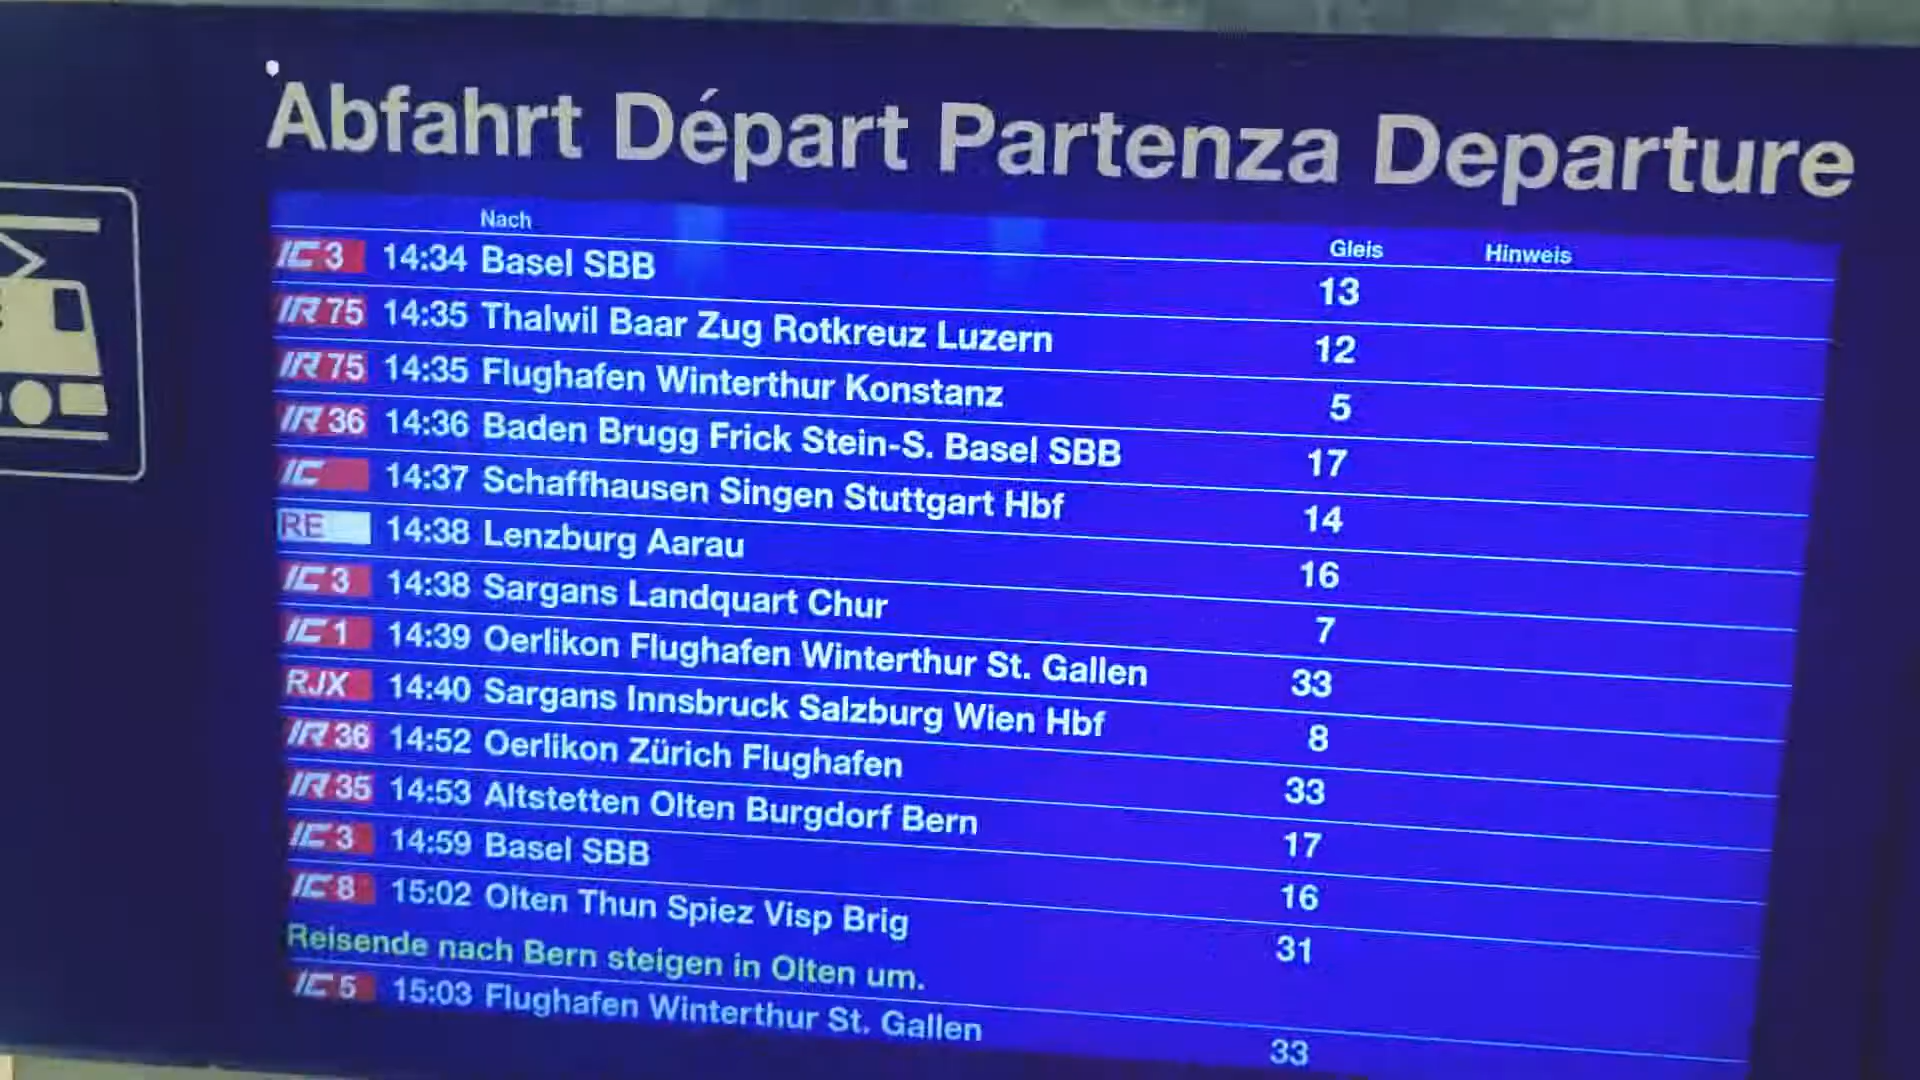 Abfahrt Départ Partenza Departure
Nach Gleis Hinweis
IC 3 14:34 Basel SBB 13
IR 75 14:35 Thalwil Baar Zug Rotkreuz Luzern 12
IR 75 14:35 Flughafen Winterthur Konstanz 5
IR 36 14:36 Baden Brugg Frick Stein-S. Basel SBB 17
IC 14:37 Schaffhausen Singen Stuttgart Hbf 14
RE 14:38 Lenzburg Aarau 16
IC 3 14:38 Sargans Landquart Chur 7
IC 1 14:39 Oerlikon Flughafen Winterthur St. Gallen 33
RJX 14:40 Sargans Innsbruck Salzburg Wien Hbf 8
IR 36 14:52 Oerlikon Zürich Flughafen 33
IR 35 14:53 Altstetten Olten Burgdorf Bern 17
IC 3 14:59 Basel SBB 16
IC 8 15:02 Olten Thun Spiez Visp Brig 31
Reisende nach Bern steigen in Olten um.
IC 5 15:03 Flughafen Winterthur St. Gallen 33